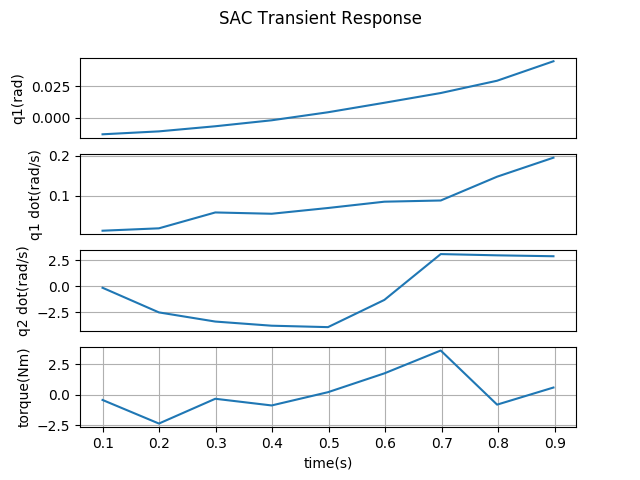 SAC Transient Response
q1(rad)
0.025
0.000
q1 dot(rad/s)
0.2
0.1
q2 dot(rad/s)
2.5
0.0
−2.5
torque(Nm)
2.5
0.0
−2.5
0.1 0.2 0.3 0.4 0.5 0.6 0.7 0.8 0.9
time(s)